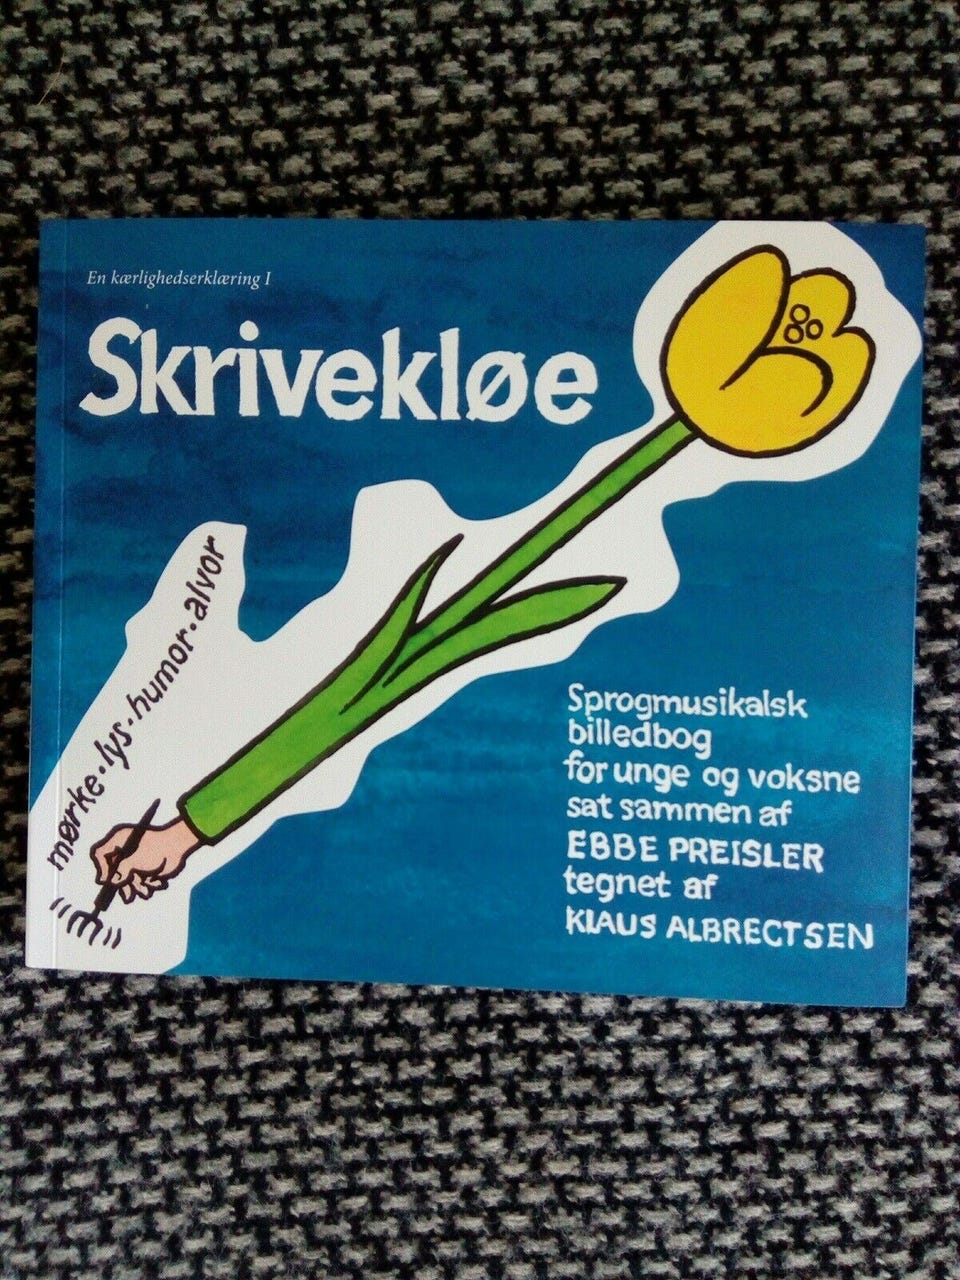 En kærlighedserklæring I
Skrivekløe
mørke · lys · humor · alvor
Sprogmusikalsk
billedbog
for unge og voksne
sat sammen af
EBBE PREISLER
tegnet af
KLAUS ALBRECTSEN